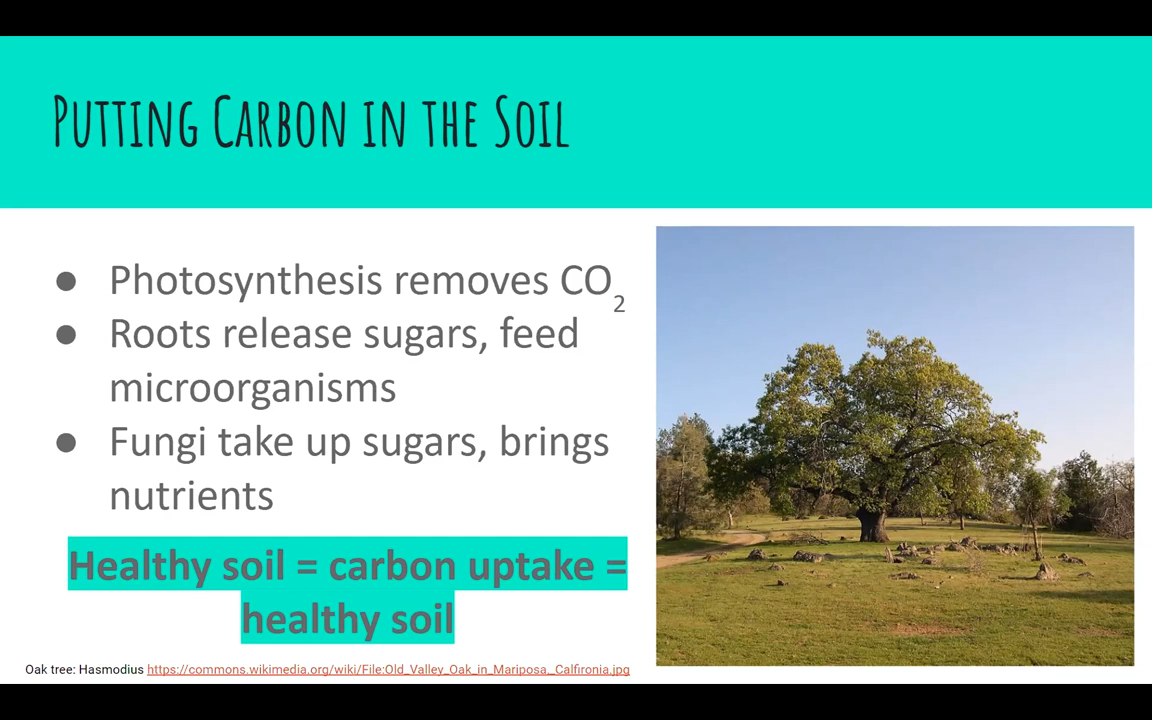 Putting Carbon in the Soil
● Photosynthesis removes CO₂
● Roots release sugars, feed
microorganisms
● Fungi take up sugars, brings
nutrients
Healthy soil = carbon uptake =
healthy soil
Oak tree: Hasmodius https://commons.wikimedia.org/wiki/File:Old_Valley_Oak_in_Mariposa,_Calfironia.jpg